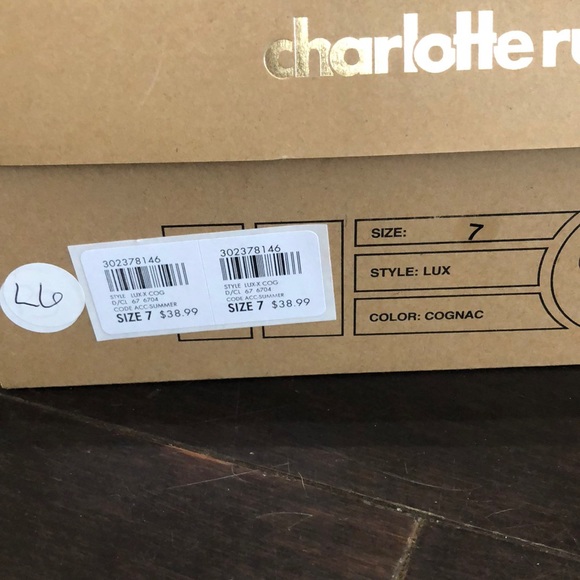 charlotte ru
302378146
STYLE LUX-X COG
D/CL 67 6704
CODE ACC-SUMMER
SIZE 7 $38.99
302378146
STYLE LUX-X COG
D/CL 67 6704
CODE ACC-SUMMER
SIZE 7 $38.99
SIZE: 7
STYLE: LUX
COLOR: COGNAC
LL6